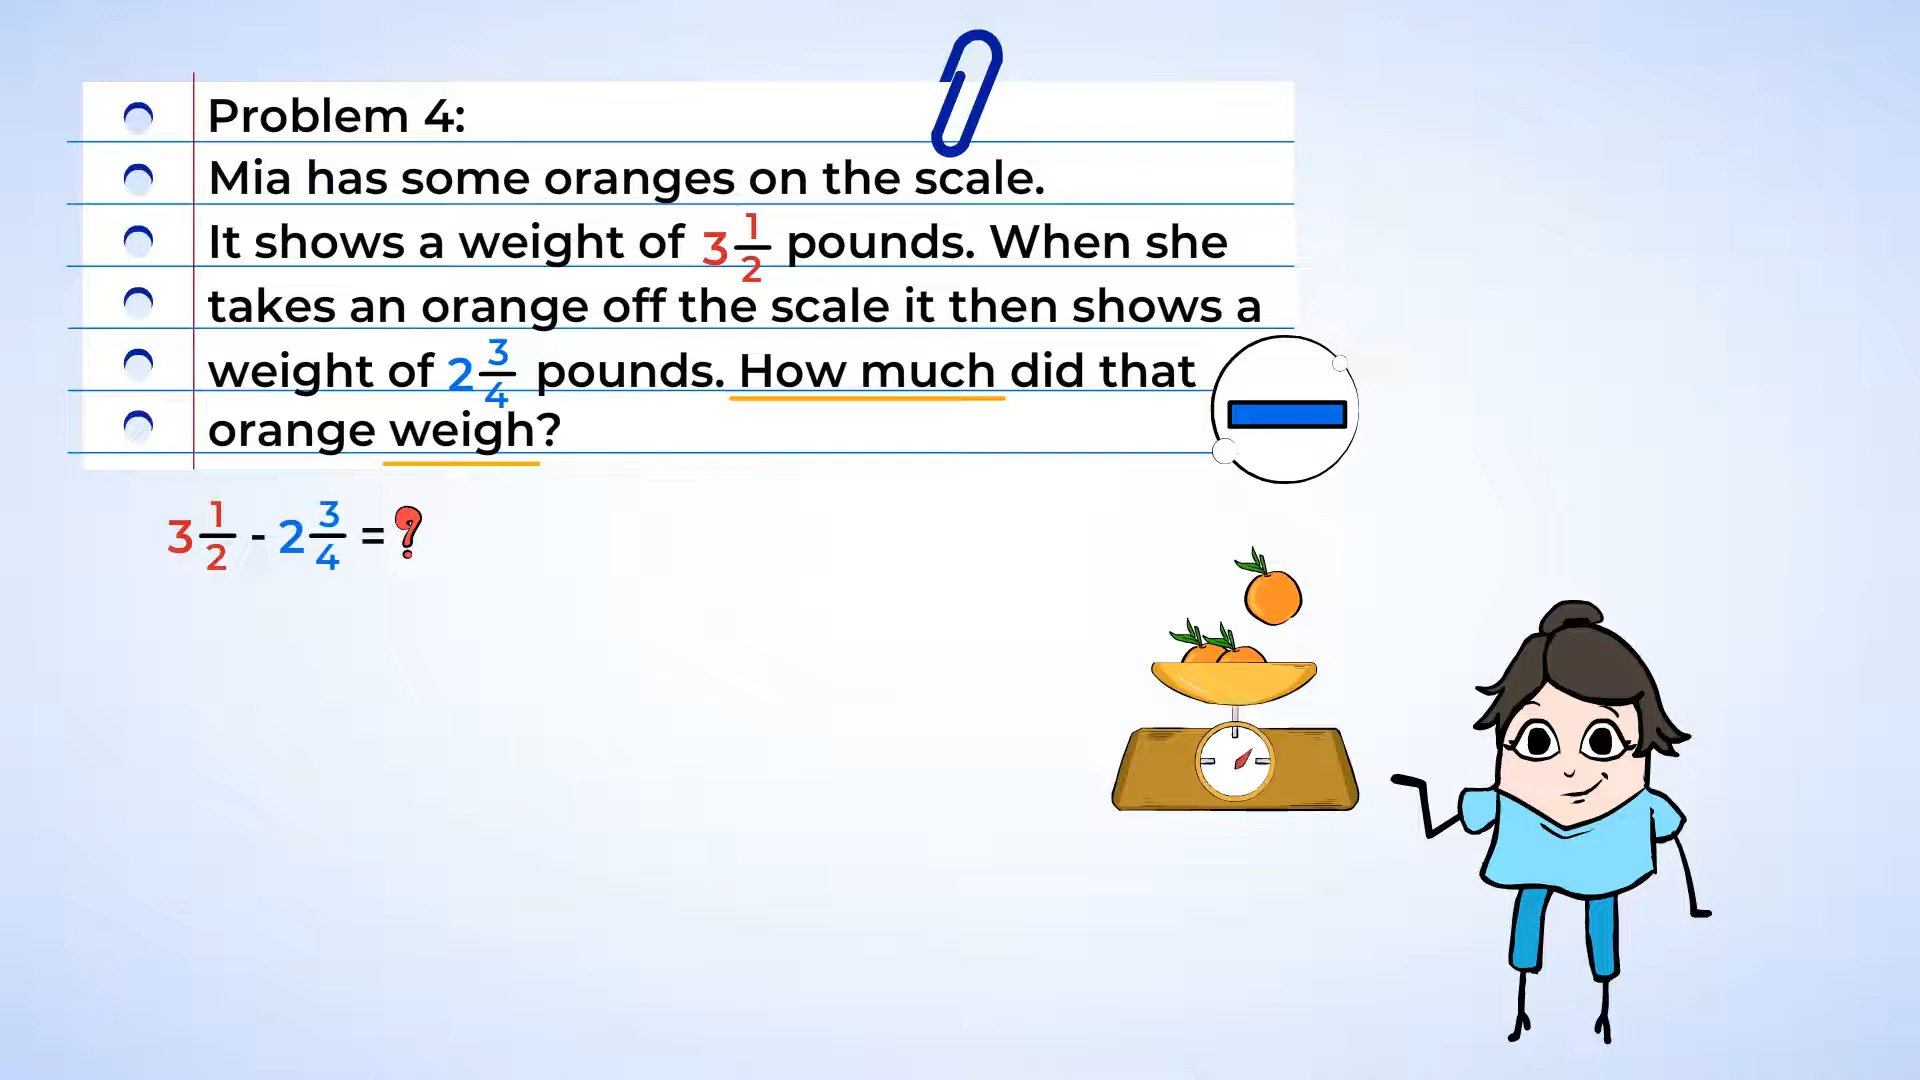 Problem 4:
Mia has some oranges on the scale.
It shows a weight of 3 1/2 pounds. When she
takes an orange off the scale it then shows a
weight of 2 3/4 pounds. How much did that
orange weigh?
3 1/2 - 2 3/4 = ?